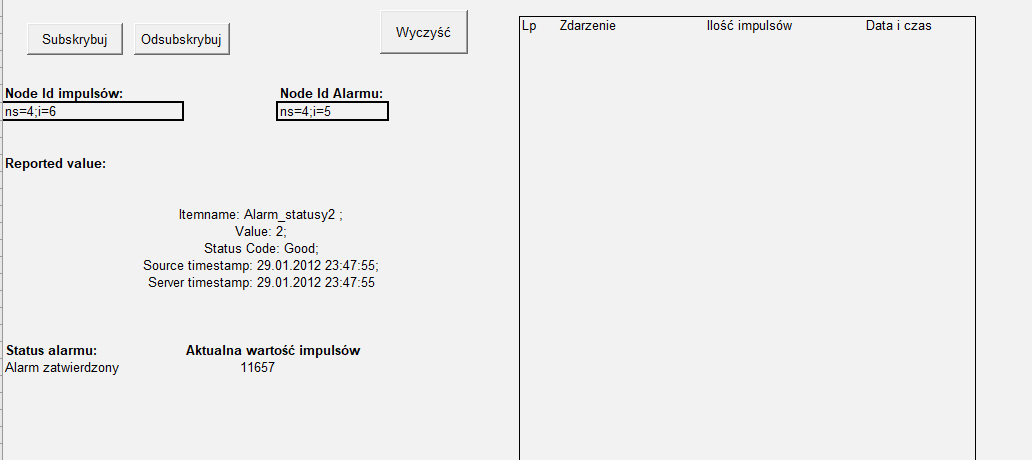 Subskrybuj Odsubskrybuj Wyczyść
Node Id impulsów: Node Id Alarmu:
ns=4;i=6 ns=4;i=5
Reported value:
Itemname: Alarm_statusy2 ;
Value: 2;
Status Code: Good;
Source timestamp: 29.01.2012 23:47:55;
Server timestamp: 29.01.2012 23:47:55
Status alarmu: Aktualna wartość impulsów
Alarm zatwierdzony 11657
Lp Zdarzenie Ilość impulsów Data i czas